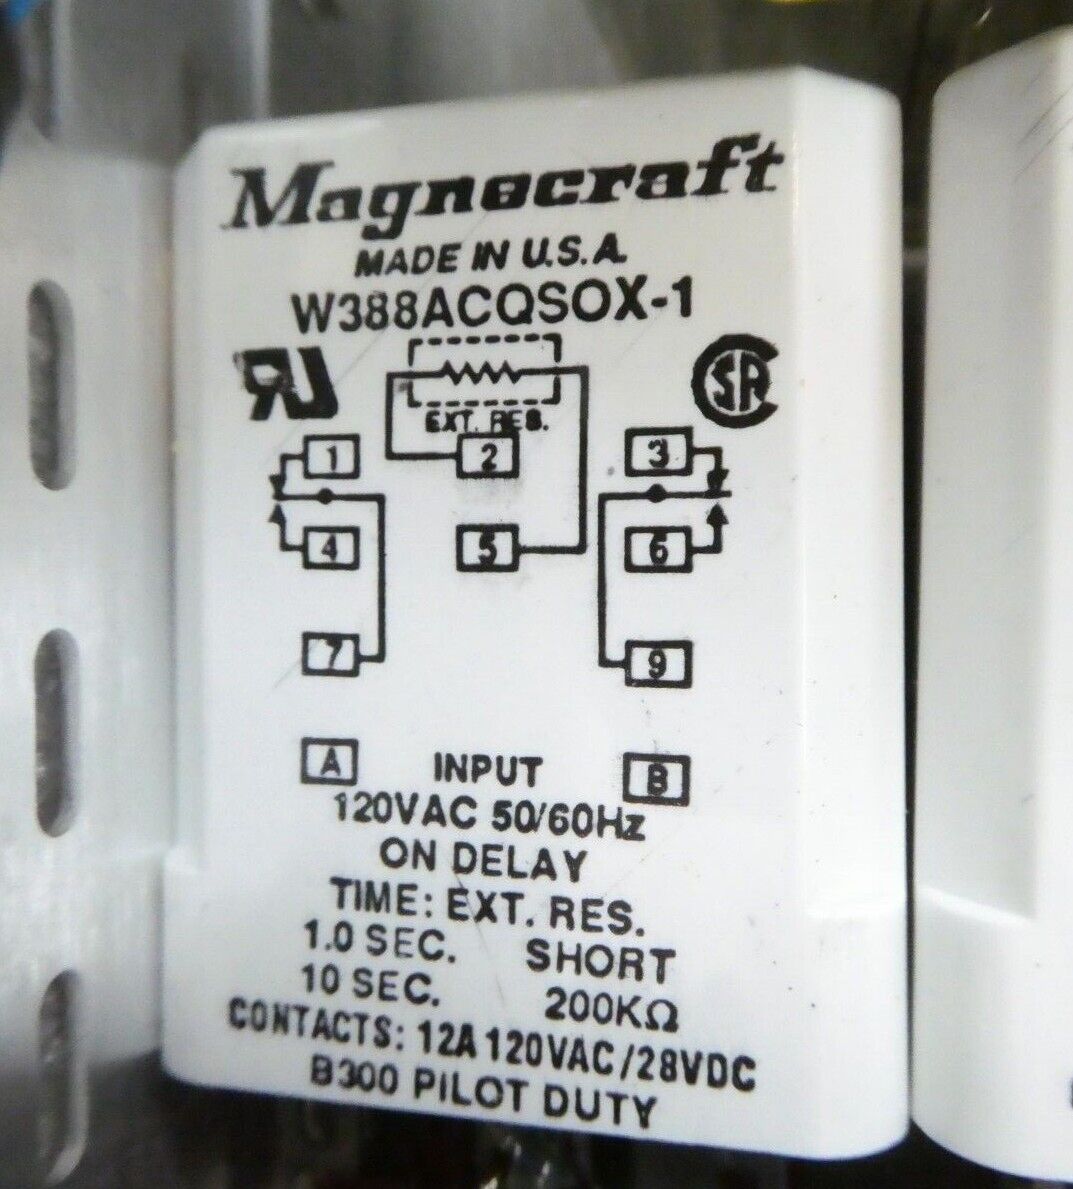 Magnecraft
MADE IN U.S.A.
W388ACQSOX-1
EXT. RES.
1 2 3
4 5 6
7 9
A INPUT B
120VAC 50/60Hz
ON DELAY
TIME: EXT. RES.
1.0 SEC. SHORT
10 SEC. 200KΩ
CONTACTS: 12A 120VAC/28VDC
B300 PILOT DUTY